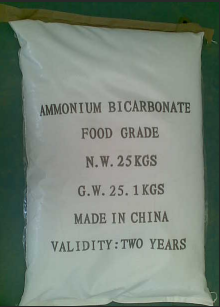 AMMONIUM BICARBONATE
FOOD GRADE
N.W.25KGS
G.W.25.1KGS
MADE IN CHINA
VALIDITY:TWO YEARS